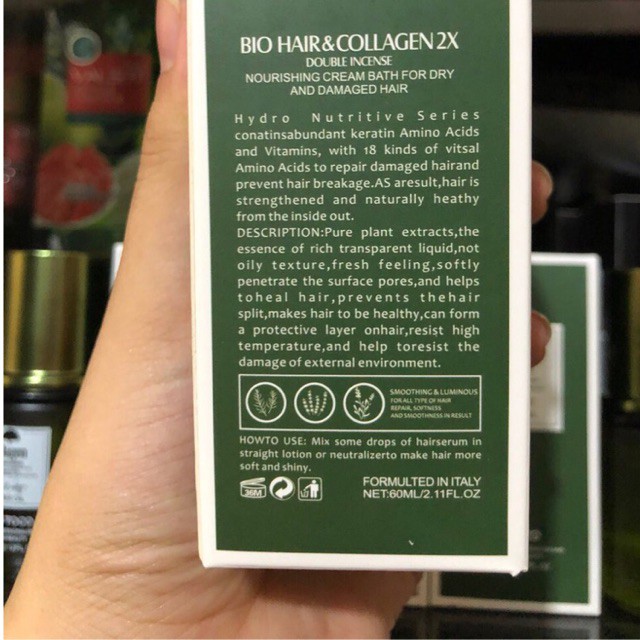 BIO HAIR&COLLAGEN 2X
DOUBLE INCENSE
NOURISHING CREAM BATH FOR DRY
AND DAMAGED HAIR
Hydro Nutritive Series
conatinsabundant keratin Amino Acids
and Vitamins, with 18 kinds of vitsal
Amino Acids to repair damaged hairand
prevent hair breakage.AS aresult,hair is
strengthened and naturally heathy
from the inside out.
DESCRIPTION:Pure plant extracts,the
essence of rich transparent liquid,not
oily texture,fresh feeling,softly
penetrate the surface pores,and helps
toheal hair,prevents thehair
split,makes hair to be healthy,can form
a protective layer onhair,resist high
temperature,and help toresist the
damage of external environment.
SMOOTHING & LUMINOUS
FOR ALL TYPE OF HAIR
REPAIR, SOFTNESS
AND SMOOTHNESS IN RESULT
HOWTO USE: Mix some drops of hairserum in
straight lotion or neutralizerto make hair more
soft and shiny.
36M
FORMULTED IN ITALY
NET:60ML/2.11FL.OZ